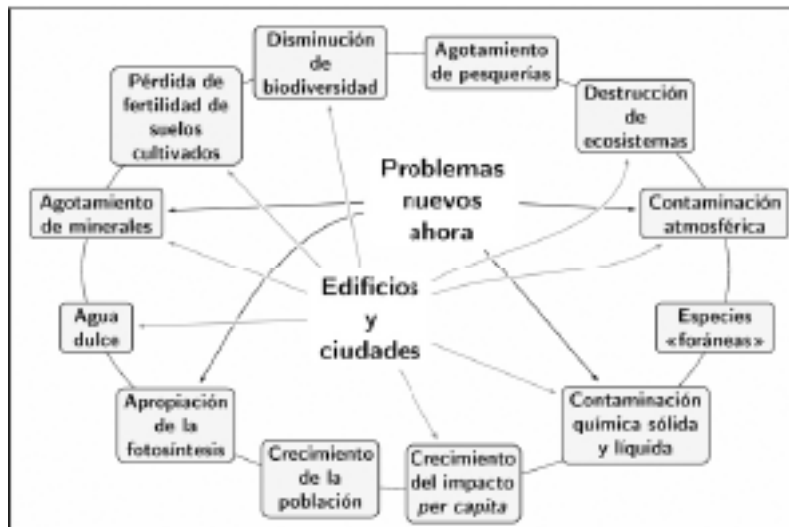 Disminución
de
biodiversidad
Agotamiento
de pesquerías
Pérdida de
fertilidad de
suelos
cultivados
Destrucción
de
ecosistemas
Problemas
nuevos
ahora
Agotamiento
de minerales
Contaminación
atmosférica
Edificios
y
ciudades
Agua
dulce
Especies
«foráneas»
Apropiación
de la
fotosíntesis
Contaminación
química sólida
y líquida
Crecimiento
de la
población
Crecimiento
del impacto
per capita